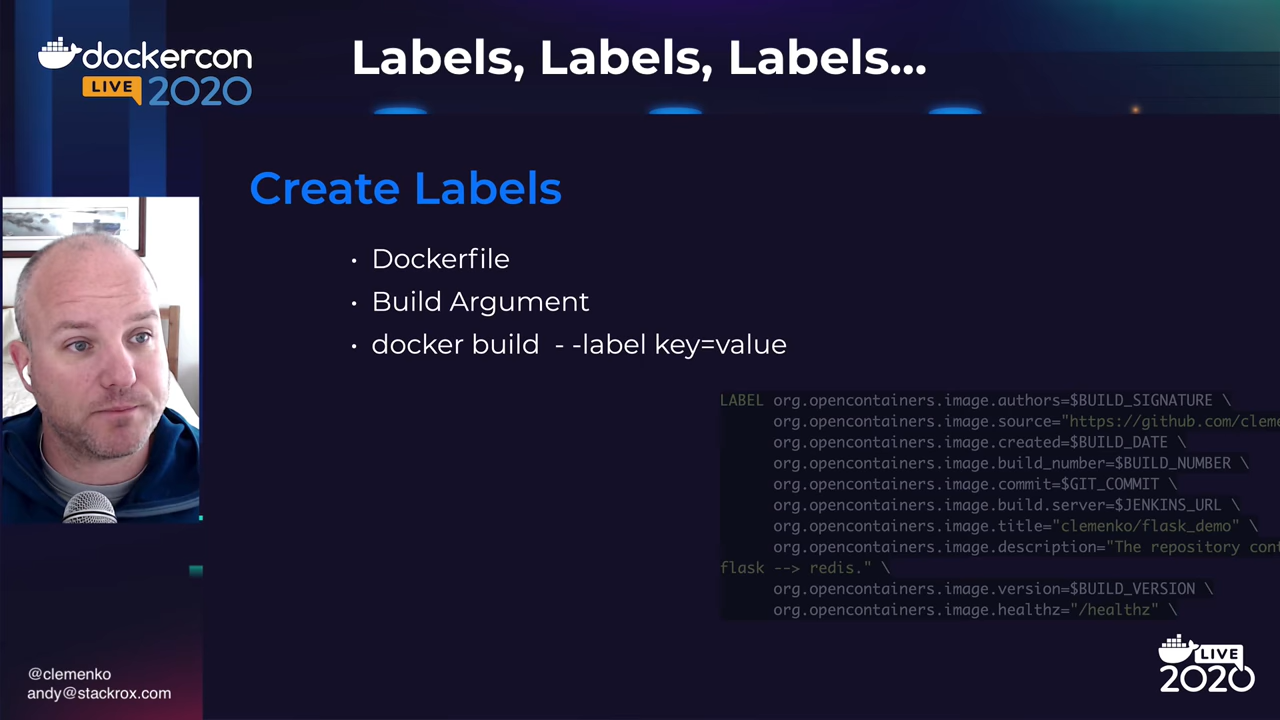 dockercon
LIVE 2020
Labels, Labels, Labels...
Create Labels
• Dockerfile
• Build Argument
• docker build - -label key=value
LABEL org.opencontainers.image.authors=$BUILD_SIGNATURE \
org.opencontainers.image.source="https://github.com/cleme
org.opencontainers.image.created=$BUILD_DATE \
org.opencontainers.image.build_number=$BUILD_NUMBER \
org.opencontainers.image.commit=$GIT_COMMIT \
org.opencontainers.image.build.server=$JENKINS_URL \
org.opencontainers.image.title="clemenko/flask_demo" \
org.opencontainers.image.description="The repository cont
flask --> redis." \
org.opencontainers.image.version=$BUILD_VERSION \
org.opencontainers.image.healthz="/healthz" \
@clemenko
andy@stackrox.com
LIVE
2020